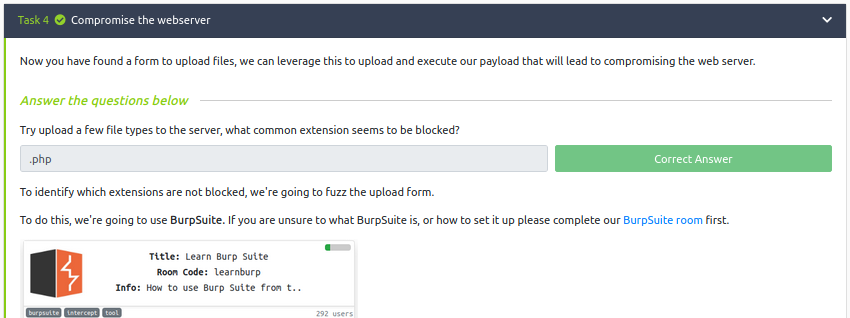 Task 4 Compromise the webserver
Now you have found a form to upload files, we can leverage this to upload and execute our payload that will lead to compromising the web server.
Answer the questions below
Try upload a few file types to the server, what common extension seems to be blocked?
.php
Correct Answer
To identify which extensions are not blocked, we're going to fuzz the upload form.
To do this, we're going to use BurpSuite. If you are unsure to what BurpSuite is, or how to set it up please complete our BurpSuite room first.
Title: Learn Burp Suite
Room Code: learnburp
Info: How to use Burp Suite from t..
burpsuite intercept tool 292 users